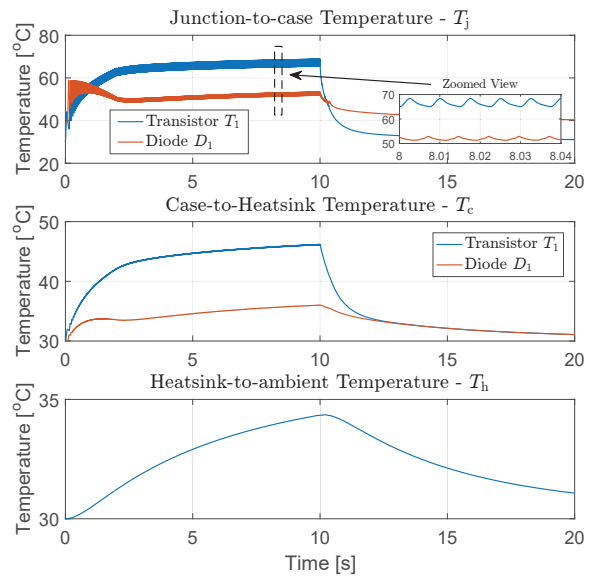 Junction-to-case Temperature - Tj
Temperature [°C]
80
60
40
20
0 5 10 15 20
Zoomed View
70
60
50
8 8.01 8.02 8.03 8.04
Transistor T1
Diode D1
Case-to-Heatsink Temperature - Tc
Temperature [°C]
50
40
30
0 5 10 15 20
Transistor T1
Diode D1
Heatsink-to-ambient Temperature - Th
Temperature [°C]
35
30
0 5 10 15 20
Time [s]